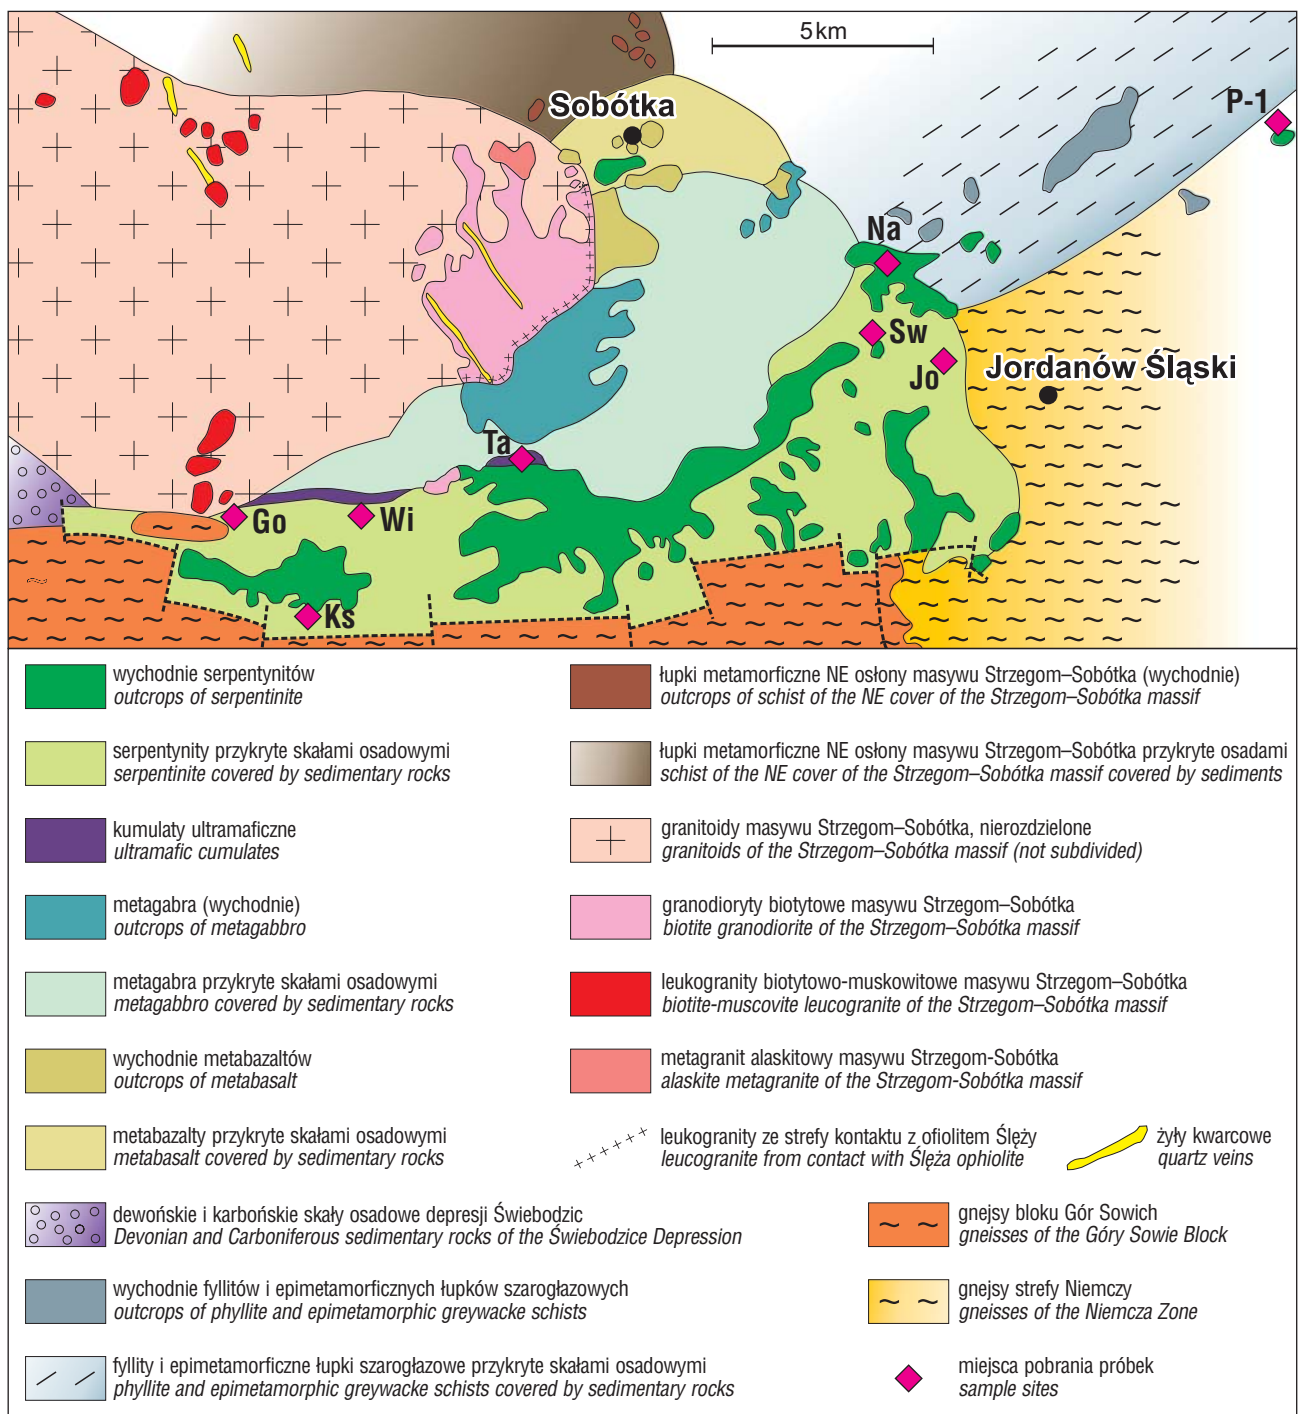 5 km
Sobótka
P-1
Na
Sw
Jo
Jordanów Śląski
Ta
Go
Wi
Ks
wychodnie serpentynitów
outcrops of serpentinite
serpentynity przykryte skałami osadowymi
serpentinite covered by sedimentary rocks
kumulaty ultramaficzne
ultramafic cumulates
metagabra (wychodnie)
outcrops of metagabbro
metagabra przykryte skałami osadowymi
metagabbro covered by sedimentary rocks
wychodnie metabazaltów
outcrops of metabasalt
metabazalty przykryte skałami osadowymi
metabasalt covered by sedimentary rocks
dewońskie i karbońskie skały osadowe depresji Świebodzic
Devonian and Carboniferous sedimentary rocks of the Świebodzice Depression
wychodnie fyllitów i epimetamorficznych łupków szarogłazowych
outcrops of phyllite and epimetamorphic greywacke schists
fyllity i epimetamorficzne łupki szarogłazowe przykryte skałami osadowymi
phyllite and epimetamorphic greywacke schists covered by sedimentary rocks
łupki metamorficzne NE osłony masywu Strzegom–Sobótka (wychodnie)
outcrops of schist of the NE cover of the Strzegom–Sobótka massif
łupki metamorficzne NE osłony masywu Strzegom–Sobótka przykryte osadami
schist of the NE cover of the Strzegom–Sobótka massif covered by sediments
granitoidy masywu Strzegom–Sobótka, nierozdzielone
granitoids of the Strzegom–Sobótka massif (not subdivided)
granodioryty biotytowe masywu Strzegom–Sobótka
biotite granodiorite of the Strzegom–Sobótka massif
leukogranity biotytowo-muskowitowe masywu Strzegom–Sobótka
biotite-muscovite leucogranite of the Strzegom–Sobótka massif
metagranit alaskitowy masywu Strzegom-Sobótka
alaskite metagranite of the Strzegom-Sobótka massif
leukogranity ze strefy kontaktu z ofiolitem Ślęży
leucogranite from contact with Ślęża ophiolite
żyły kwarcowe
quartz veins
gnejsy bloku Gór Sowich
gneisses of the Góry Sowie Block
gnejsy strefy Niemczy
gneisses of the Niemcza Zone
miejsca pobrania próbek
sample sites